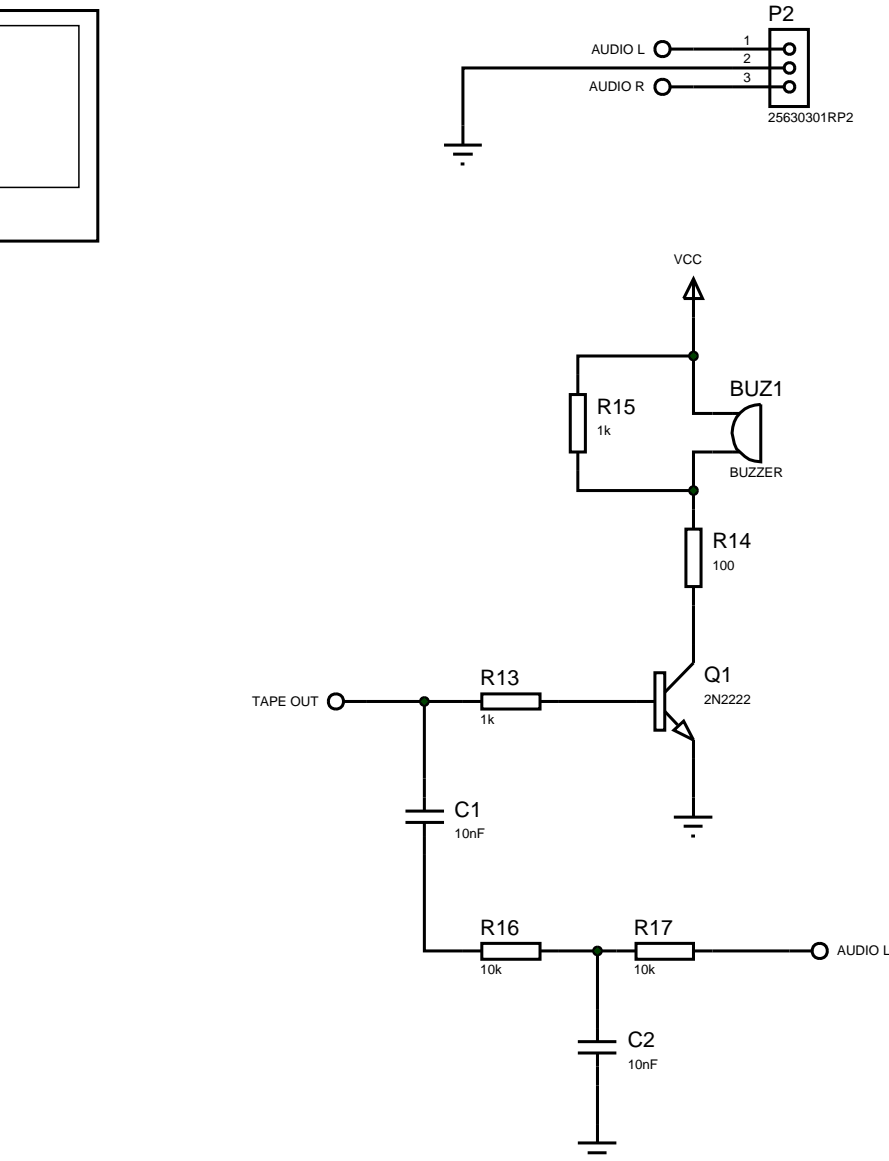 P2
AUDIO L
1
2
AUDIO R
3
25630301RP2
VCC
BUZ1
R15
1k
BUZZER
R14
100
R13
Q1
TAPE OUT
2N2222
1k
C1
10nF
R16
R17
AUDIO L
10k
10k
C2
10nF